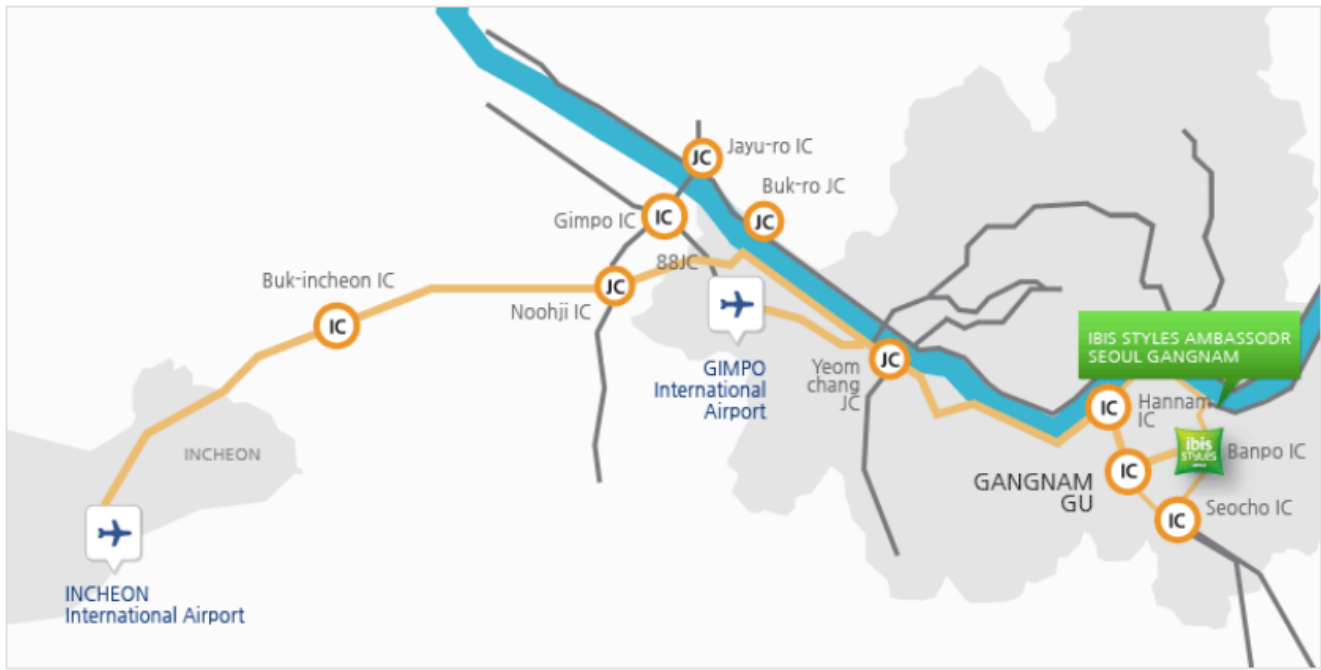 JC
Jayu-ro IC
Buk-ro JC
JC
Gimpo IC
IC
88JC
Buk-incheon IC
IC
JC
Noohji IC
GIMPO
International
Airport
Yeom
chang
JC
JC
IBIS STYLES AMBASSODR
SEOUL GANGNAM
IC
Hannam
IC
ibis
STYLES
Banpo IC
IC
GANGNAM
GU
IC
Seocho IC
INCHEON
INCHEON
International Airport